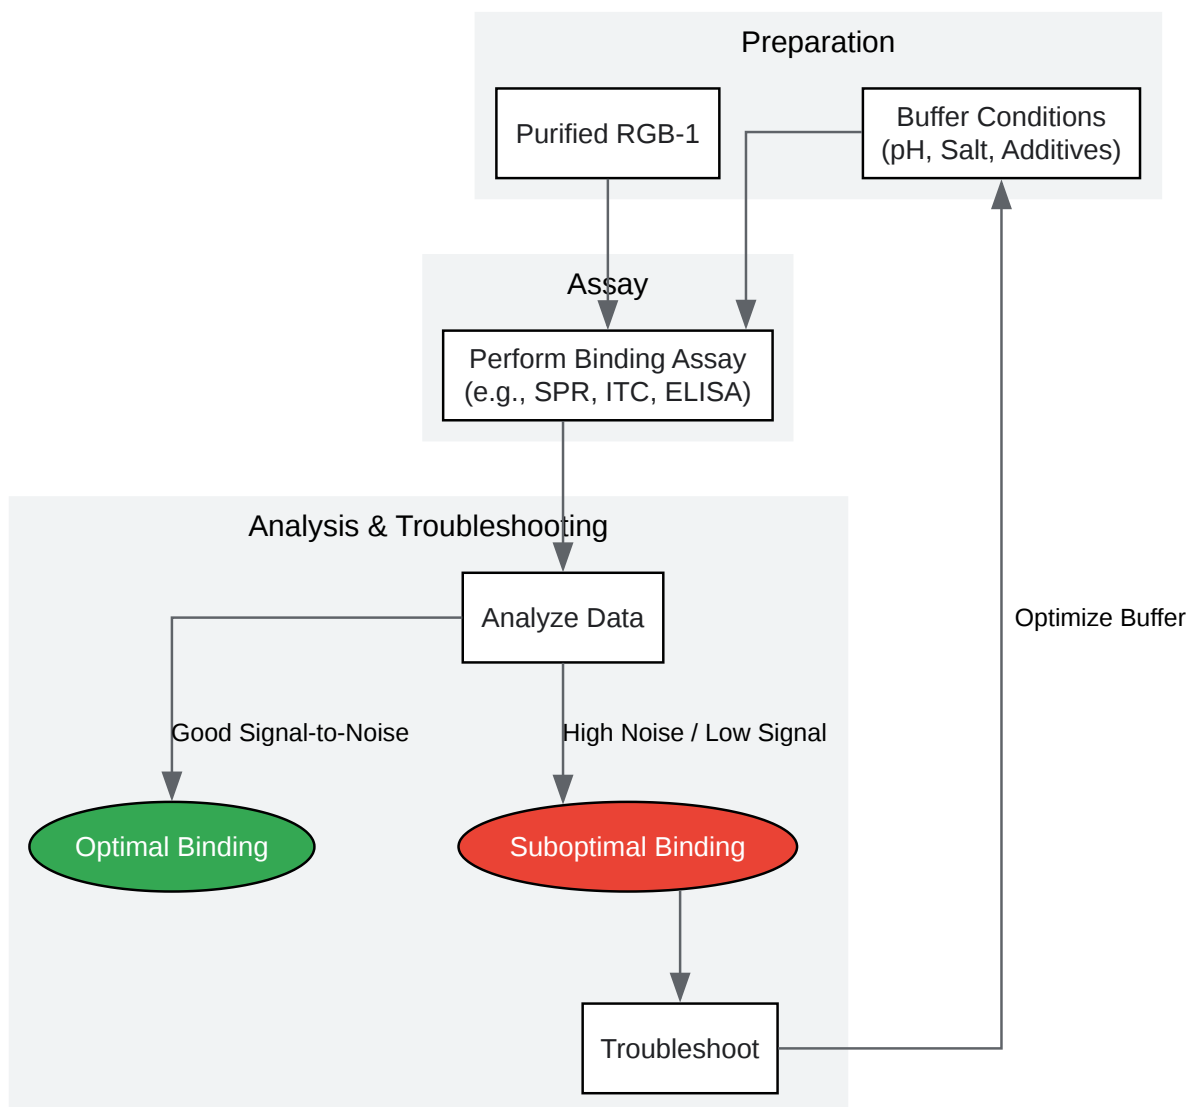 Preparation
Purified RGB-1
Buffer Conditions
(pH, Salt, Additives)
Assay
Perform Binding Assay
(e.g., SPR, ITC, ELISA)
Analysis & Troubleshooting
Analyze Data
Optimize Buffer
Good Signal-to-Noise
High Noise / Low Signal
Optimal Binding
Suboptimal Binding
Troubleshoot